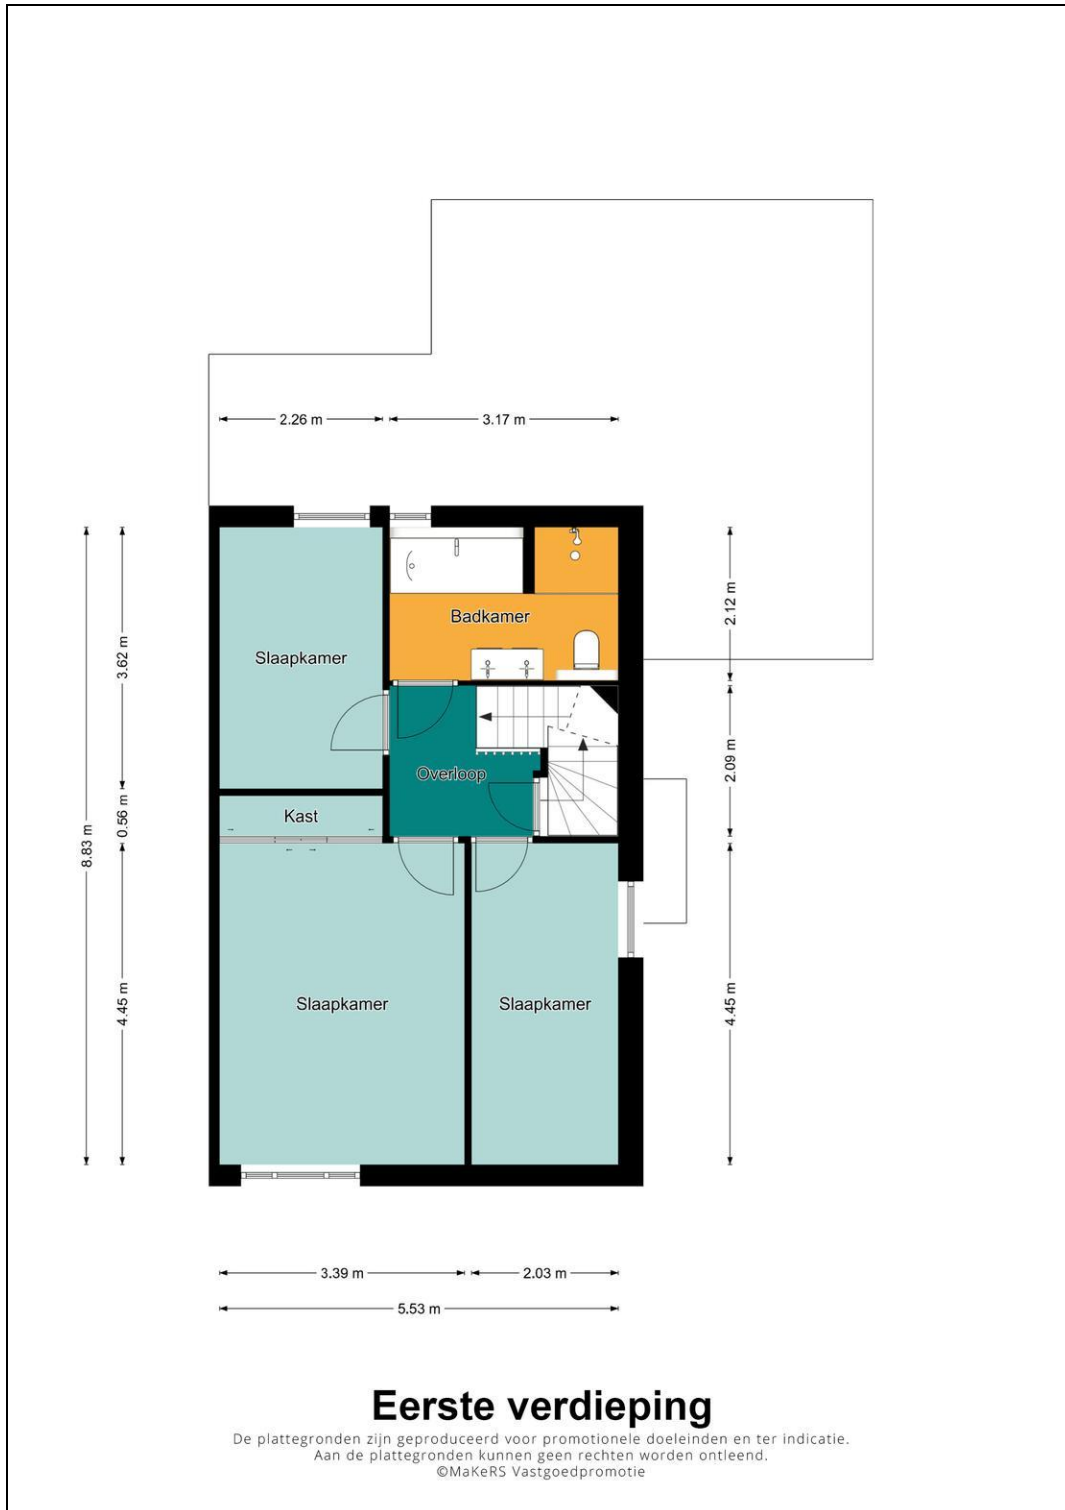 2.26 m
3.17 m
8.83 m
3.62 m
0.56 m
4.45 m
2.12 m
2.09 m
4.45 m
Badkamer
Slaapkamer
Overloop
Kast
Slaapkamer
Slaapkamer
3.39 m
2.03 m
5.53 m
Eerste verdieping
De plattegronden zijn geproduceerd voor promotionele doeleinden en ter indicatie.
Aan de plattegronden kunnen geen rechten worden ontleend.
©MaKeRS Vastgoedpromotie